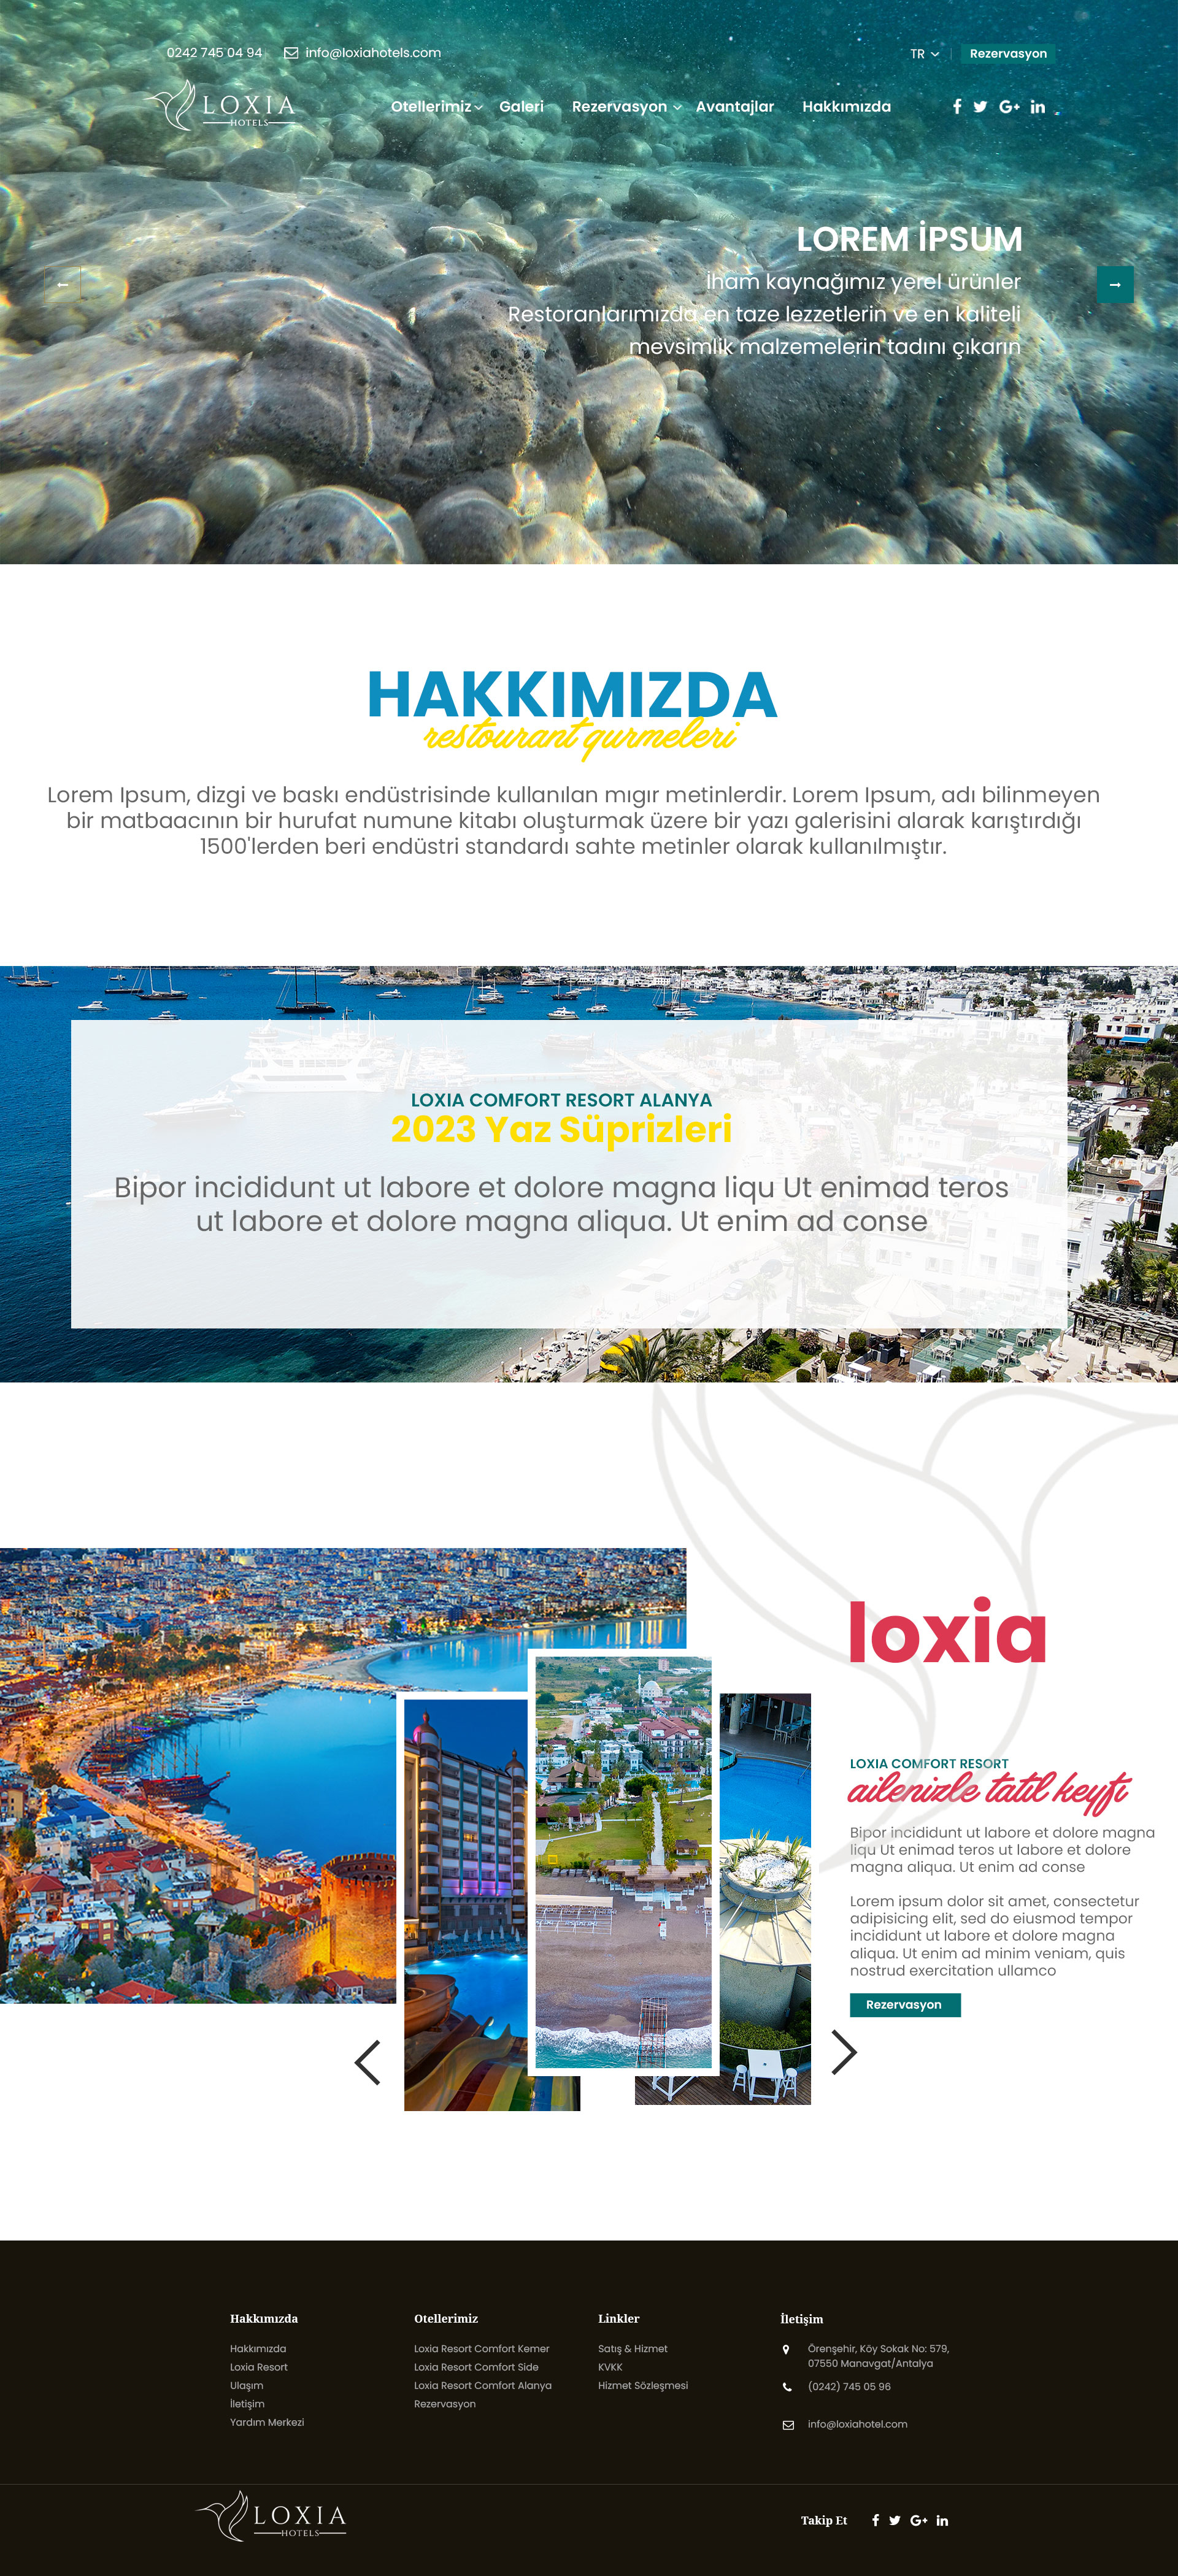 0242 745 04 94 info@loxiahotels.com TR Rezervasyon
LOXIA
HOTELS
Otellerimiz Galeri Rezervasyon Avantajlar Hakkımızda
LOREM İPSUM
İham kaynağımız yerel ürünler
Restoranlarımızda en taze lezzetlerin ve en kaliteli
mevsimlik malzemelerin tadını çıkarın
HAKKIMIZDA
restourant gurmeleri
Lorem Ipsum, dizgi ve baskı endüstrisinde kullanılan mıgır metinlerdir. Lorem Ipsum, adı bilinmeyen
bir matbaacının bir hurufat numune kitabı oluşturmak üzere bir yazı galerisini alarak karıştırdığı
1500'lerden beri endüstri standardı sahte metinler olarak kullanılmıştır.
LOXIA COMFORT RESORT ALANYA
2023 Yaz Süprizleri
Bipor incididunt ut labore et dolore magna liqu Ut enimad teros
ut labore et dolore magna aliqua. Ut enim ad conse
loxia
LOXIA COMFORT RESORT
ailenizle tatil keyfi
Bipor incididunt ut labore et dolore magna
liqu Ut enimad teros ut labore et dolore
magna aliqua. Ut enim ad conse
Lorem ipsum dolor sit amet, consectetur
adipisicing elit, sed do eiusmod tempor
incididunt ut labore et dolore magna
aliqua. Ut enim ad minim veniam, quis
nostrud exercitation ullamco
Rezervasyon
Hakkımızda
Hakkımızda
Loxia Resort
Ulaşım
İletişim
Yardım Merkezi
Otellerimiz
Loxia Resort Comfort Kemer
Loxia Resort Comfort Side
Loxia Resort Comfort Alanya
Rezervasyon
Linkler
Satış & Hizmet
KVKK
Hizmet Sözleşmesi
İletişim
Örenşehir, Köy Sokak No: 579,
07550 Manavgat/Antalya
(0242) 745 05 96
info@loxiahotel.com
LOXIA
HOTELS
Takip Et